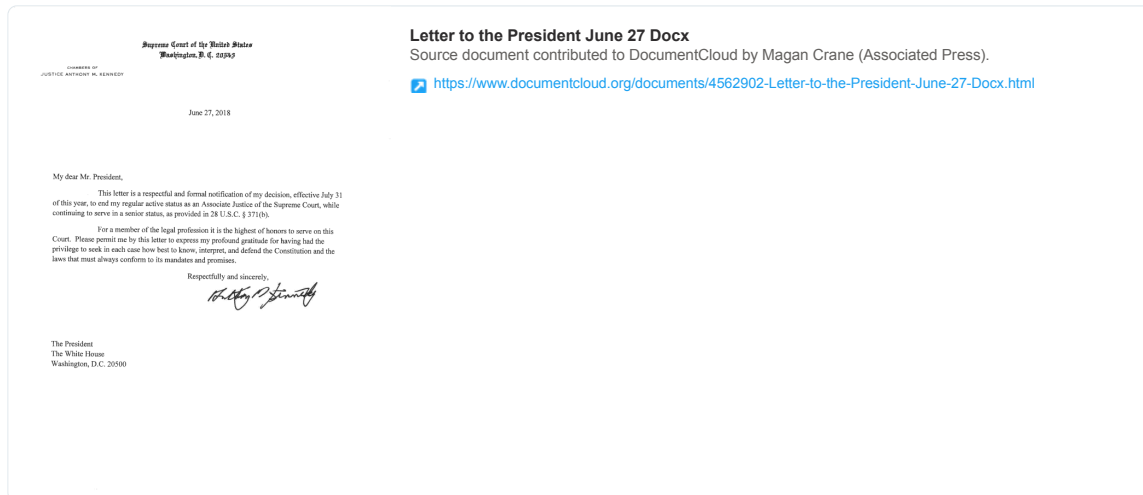 Supreme Court of the United States
Washington, D. C. 20543
CHAMBERS OF
JUSTICE ANTHONY M. KENNEDY
June 27, 2018
My dear Mr. President,
This letter is a respectful and formal notification of my decision, effective July 31
of this year, to end my regular active status as an Associate Justice of the Supreme Court, while
continuing to serve in a senior status, as provided in 28 U.S.C. § 371(b).
For a member of the legal profession it is the highest of honors to serve on this
Court. Please permit me by this letter to express my profound gratitude for having had the
privilege to seek in each case how best to know, interpret, and defend the Constitution and the
laws that must always conform to its mandates and promises.
Respectfully and sincerely,
Anthony M Kennedy
The President
The White House
Washington, D.C. 20500
Letter to the President June 27 Docx
Source document contributed to DocumentCloud by Magan Crane (Associated Press).
https://www.documentcloud.org/documents/4562902-Letter-to-the-President-June-27-Docx.html